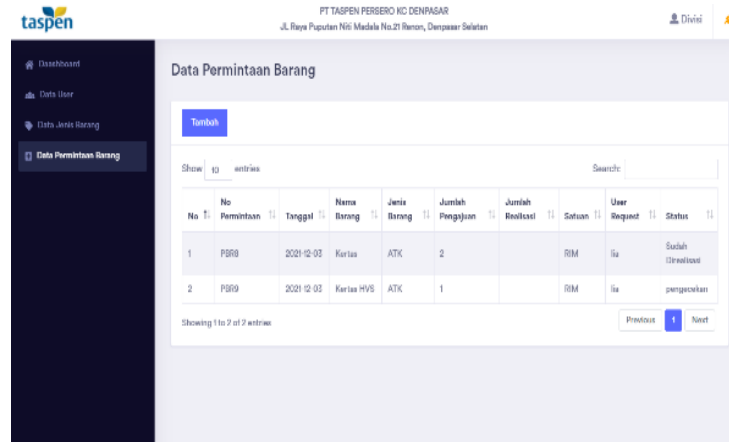 taspen
PT TASPEN PERSERO KC DENPASAR
JL. Raya Puputan Niti Madala No.21 Renon, Denpasar Selatan
Divisi
Dashboard
Data User
Data Jenis Barang
Data Permintaan Barang
Data Permintaan Barang
Tambah
Show 10 entries
Search:
No No Permintaan Tanggal Nama Barang Jenis Barang Jumlah Pengajuan Jumlah Realisasi Satuan User Request Status
1 PBR8 2021-12-03 Kertas ATK 2 RIM lia Sudah Direalisasi
2 PBR9 2021-12-03 Kertas HVS ATK 1 RIM lia pengecekan
Showing 1 to 2 of 2 entries
Previous 1 Next